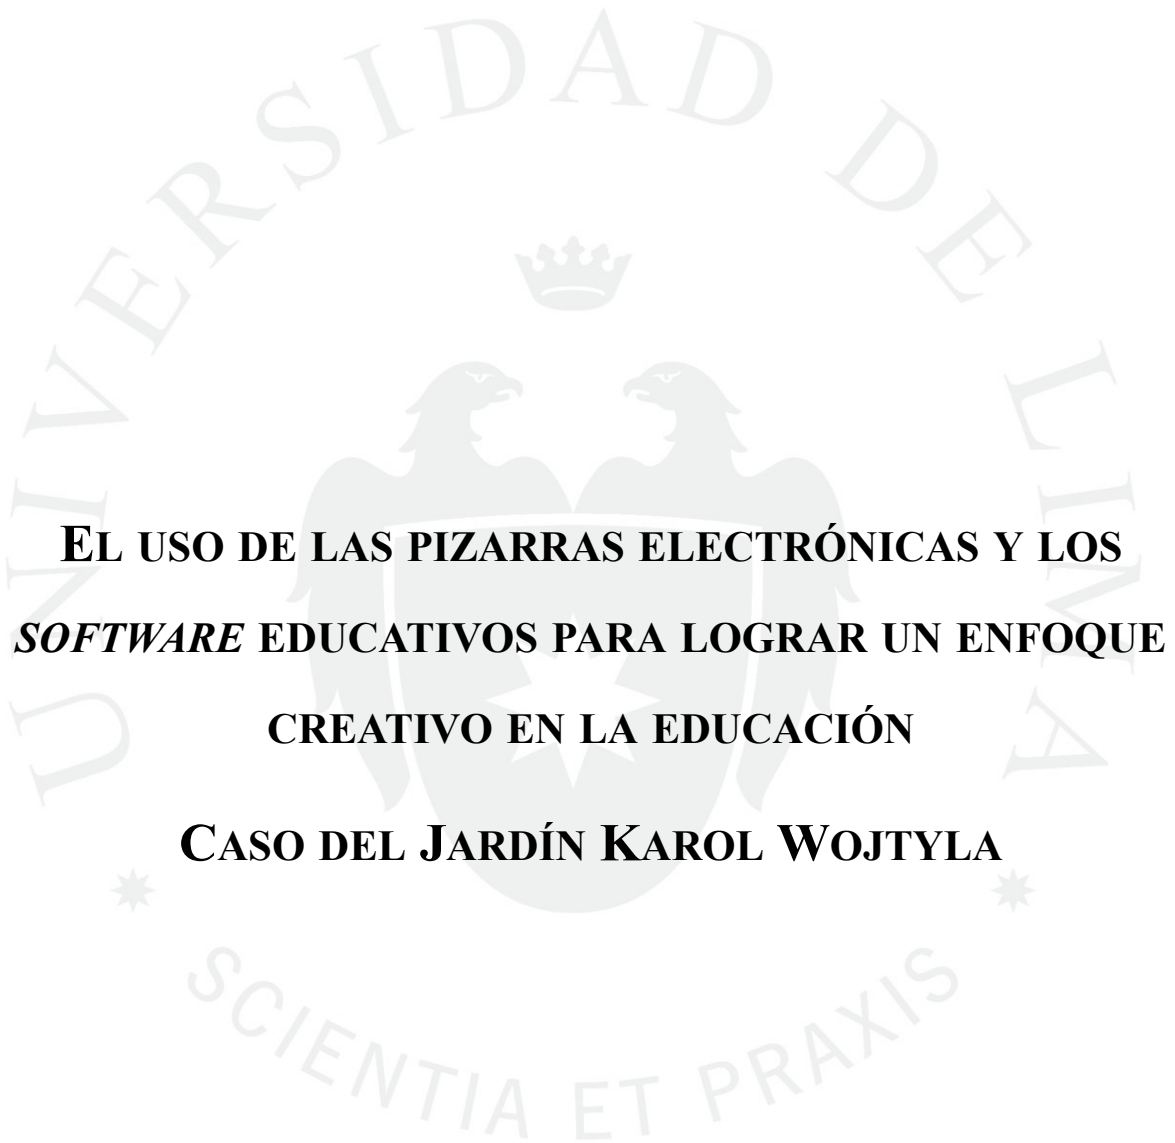 UNIVERSIDAD DE LIMA
EL USO DE LAS PIZARRAS ELECTRÓNICAS Y LOS
SOFTWARE EDUCATIVOS PARA LOGRAR UN ENFOQUE
CREATIVO EN LA EDUCACIÓN
CASO DEL JARDÍN KAROL WOJTYLA
SCIENTIA ET PRAXIS